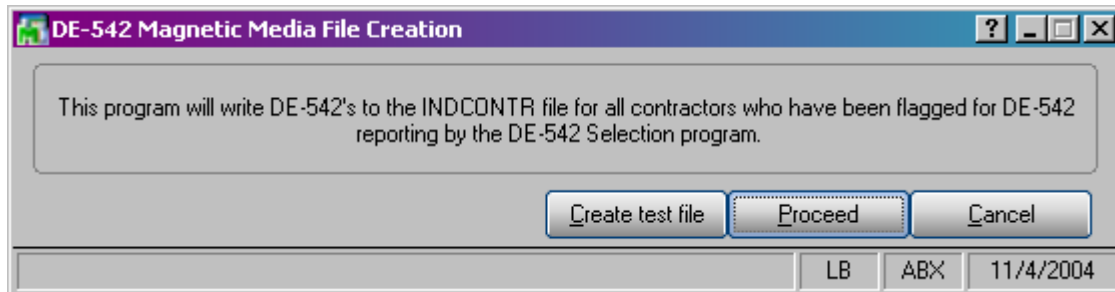 DE-542 Magnetic Media File Creation
This program will write DE-542's to the INDCONTR file for all contractors who have been flagged for DE-542
reporting by the DE-542 Selection program.
Create test file Proceed Cancel
LB ABX 11/4/2004